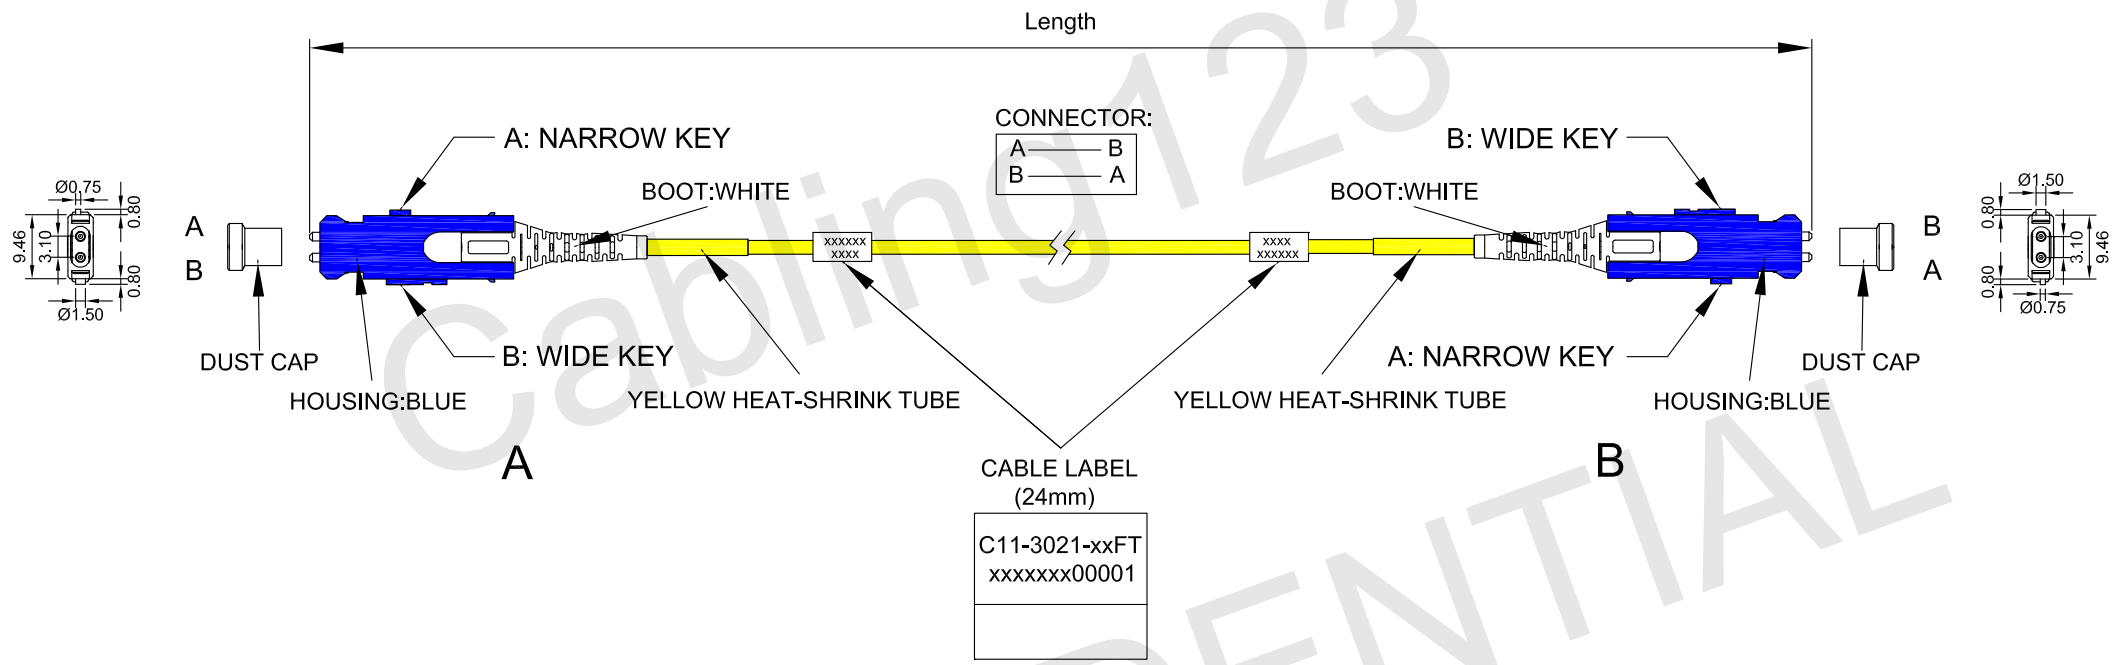 Length
CONNECTOR:
A B
B A
A: NARROW KEY
B: WIDE KEY
BOOT:WHITE
BOOT:WHITE
Ø0.75
0.80
9.46
3.10
0.80
Ø1.50
A
B
Ø1.50
0.80
3.10
9.46
0.80
Ø0.75
B
A
xxxxxx
xxxx
xxxx
xxxxxx
DUST CAP
B: WIDE KEY
A: NARROW KEY
DUST CAP
HOUSING:BLUE
YELLOW HEAT-SHRINK TUBE
YELLOW HEAT-SHRINK TUBE
HOUSING:BLUE
A
B
CABLE LABEL
(24mm)
C11-3021-xxFT
xxxxxxx00001
Cabling123
DENTIAL